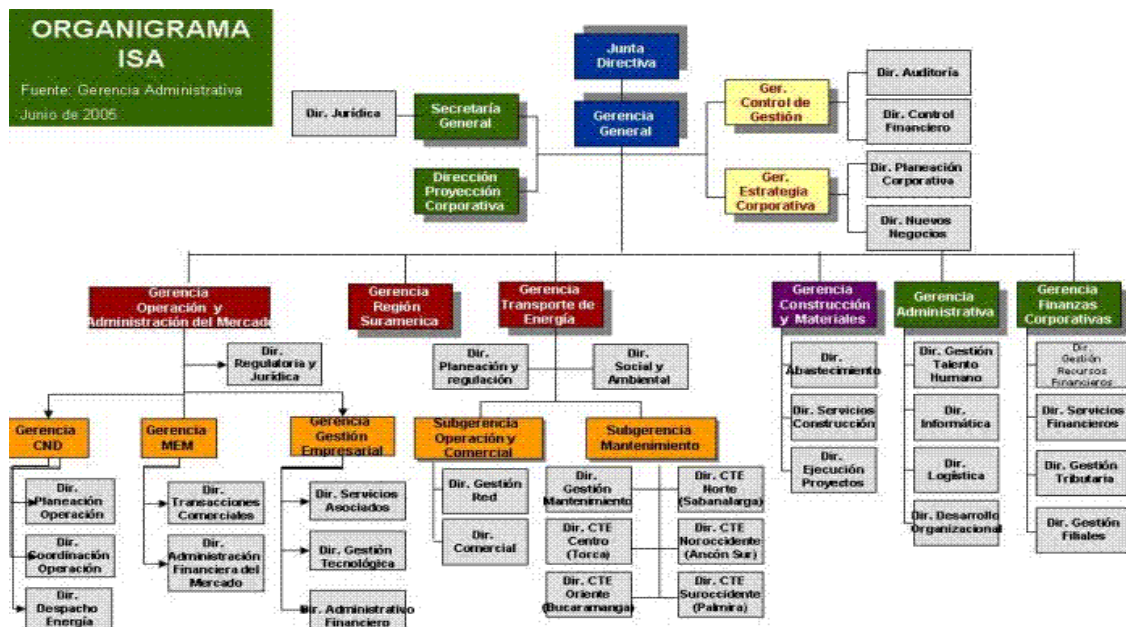 ORGANIGRAMA
ISA
Fuente: Gerencia Administrativa
Junio de 2005
Junta
Directiva
Gerencia
General
Dir. Jurídica
Secretaría
General
Dirección
Proyección
Corporativa
Ger.
Control de
Gestión
Ger.
Estrategia
Corporativa
Dir. Auditoría
Dir. Control
Financiero
Dir. Planeación
Corporativa
Dir. Nuevos
Negocios
Gerencia
Operación y
Administración del Mercado
Gerencia
Región
Suramerica
Gerencia
Transporte de
Energía
Gerencia
Construcción
y Materiales
Gerencia
Administrativa
Gerencia
Finanzas
Corporativas
Dir.
Regulatoria y
Jurídica
Dir.
Planeación y
regulación
Dir.
Social y
Ambiental
Dir.
Abastecimiento
Dir. Gestión
Talento
Humano
Dir.
Gestión
Recursos
Financieros
Gerencia
CND
Gerencia
MEM
Gerencia
Gestión
Empresarial
Subgerencia
Operación y
Comercial
Subgerencia
Mantenimiento
Dir. Servicios
Construcción
Dir.
Informática
Dir. Servicios
Financieros
Dir.
Planeación
Operación
Dir.
Transacciones
Comerciales
Dir. Servicios
Asociados
Dir. Gestión
Red
Dir.
Gestión
Mantenimiento
Dir. CTE
Norte
(Sabanalarga)
Dir.
Ejecución
Proyectos
Dir.
Logística
Dir. Gestión
Tributaria
Dir.
Coordinación
Operación
Dir.
Administración
Financiera del
Mercado
Dir. Gestión
Tecnológica
Dir.
Comercial
Dir. CTE
Centro
(Torca)
Dir. CTE
Noroccidente
(Ancón Sur)
Dir. Desarrollo
Organizacional
Dir. Gestión
Filiales
Dir.
Despacho
Energía
Dir. Administrativo
Financiero
Dir. CTE
Oriente
(Bucaramanga)
Dir. CTE
Suroccidente
(Palmira)